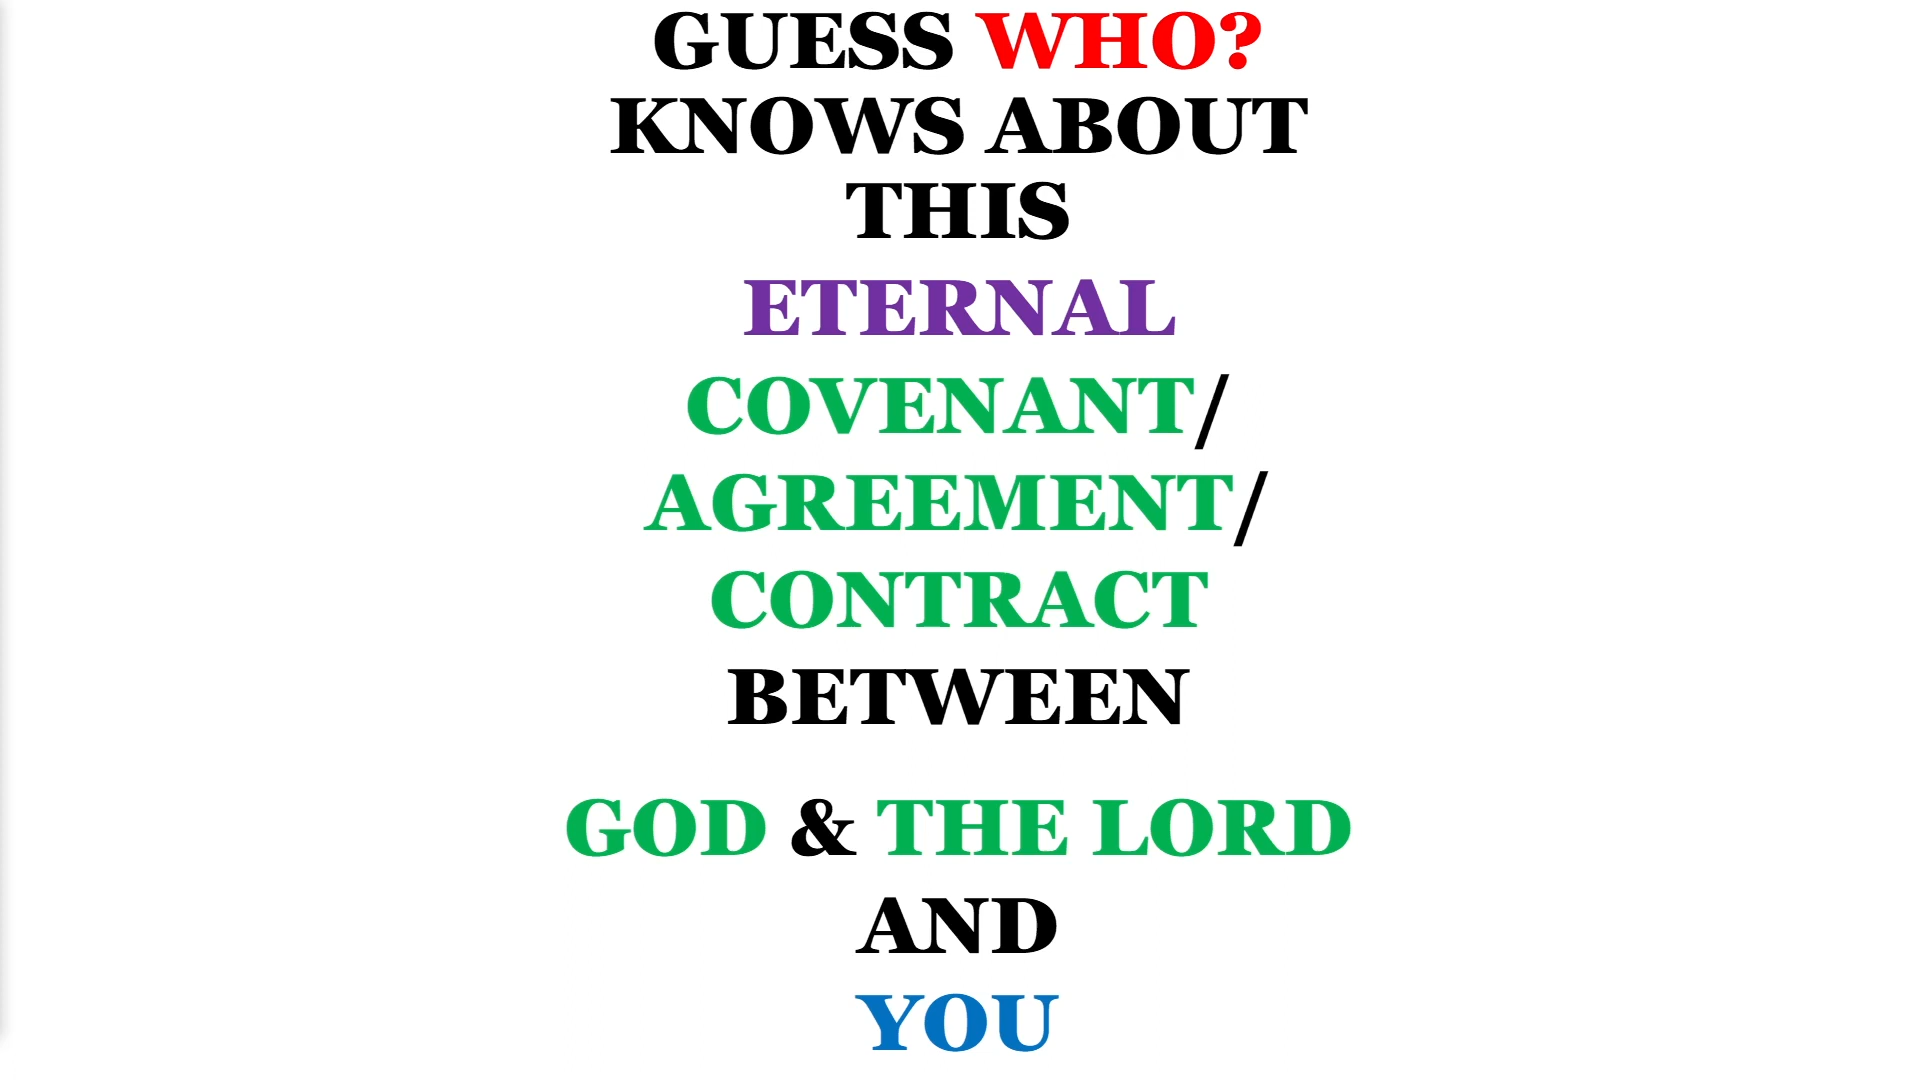 GUESS WHO?
KNOWS ABOUT
THIS
ETERNAL
COVENANT/
AGREEMENT/
CONTRACT
BETWEEN
GOD & THE LORD
AND
YOU